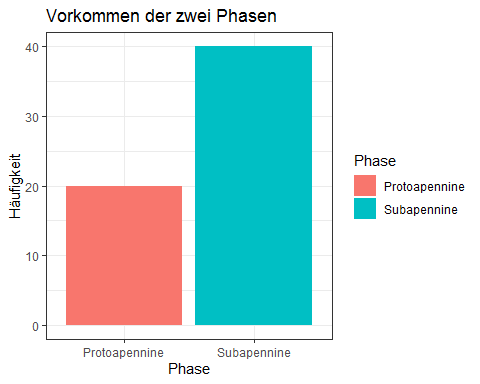 Vorkommen der zwei Phasen
Häufigkeit
40
30
20
10
0
Protoapennine Subapennine
Phase
Phase
Protoapennine
Subapennine